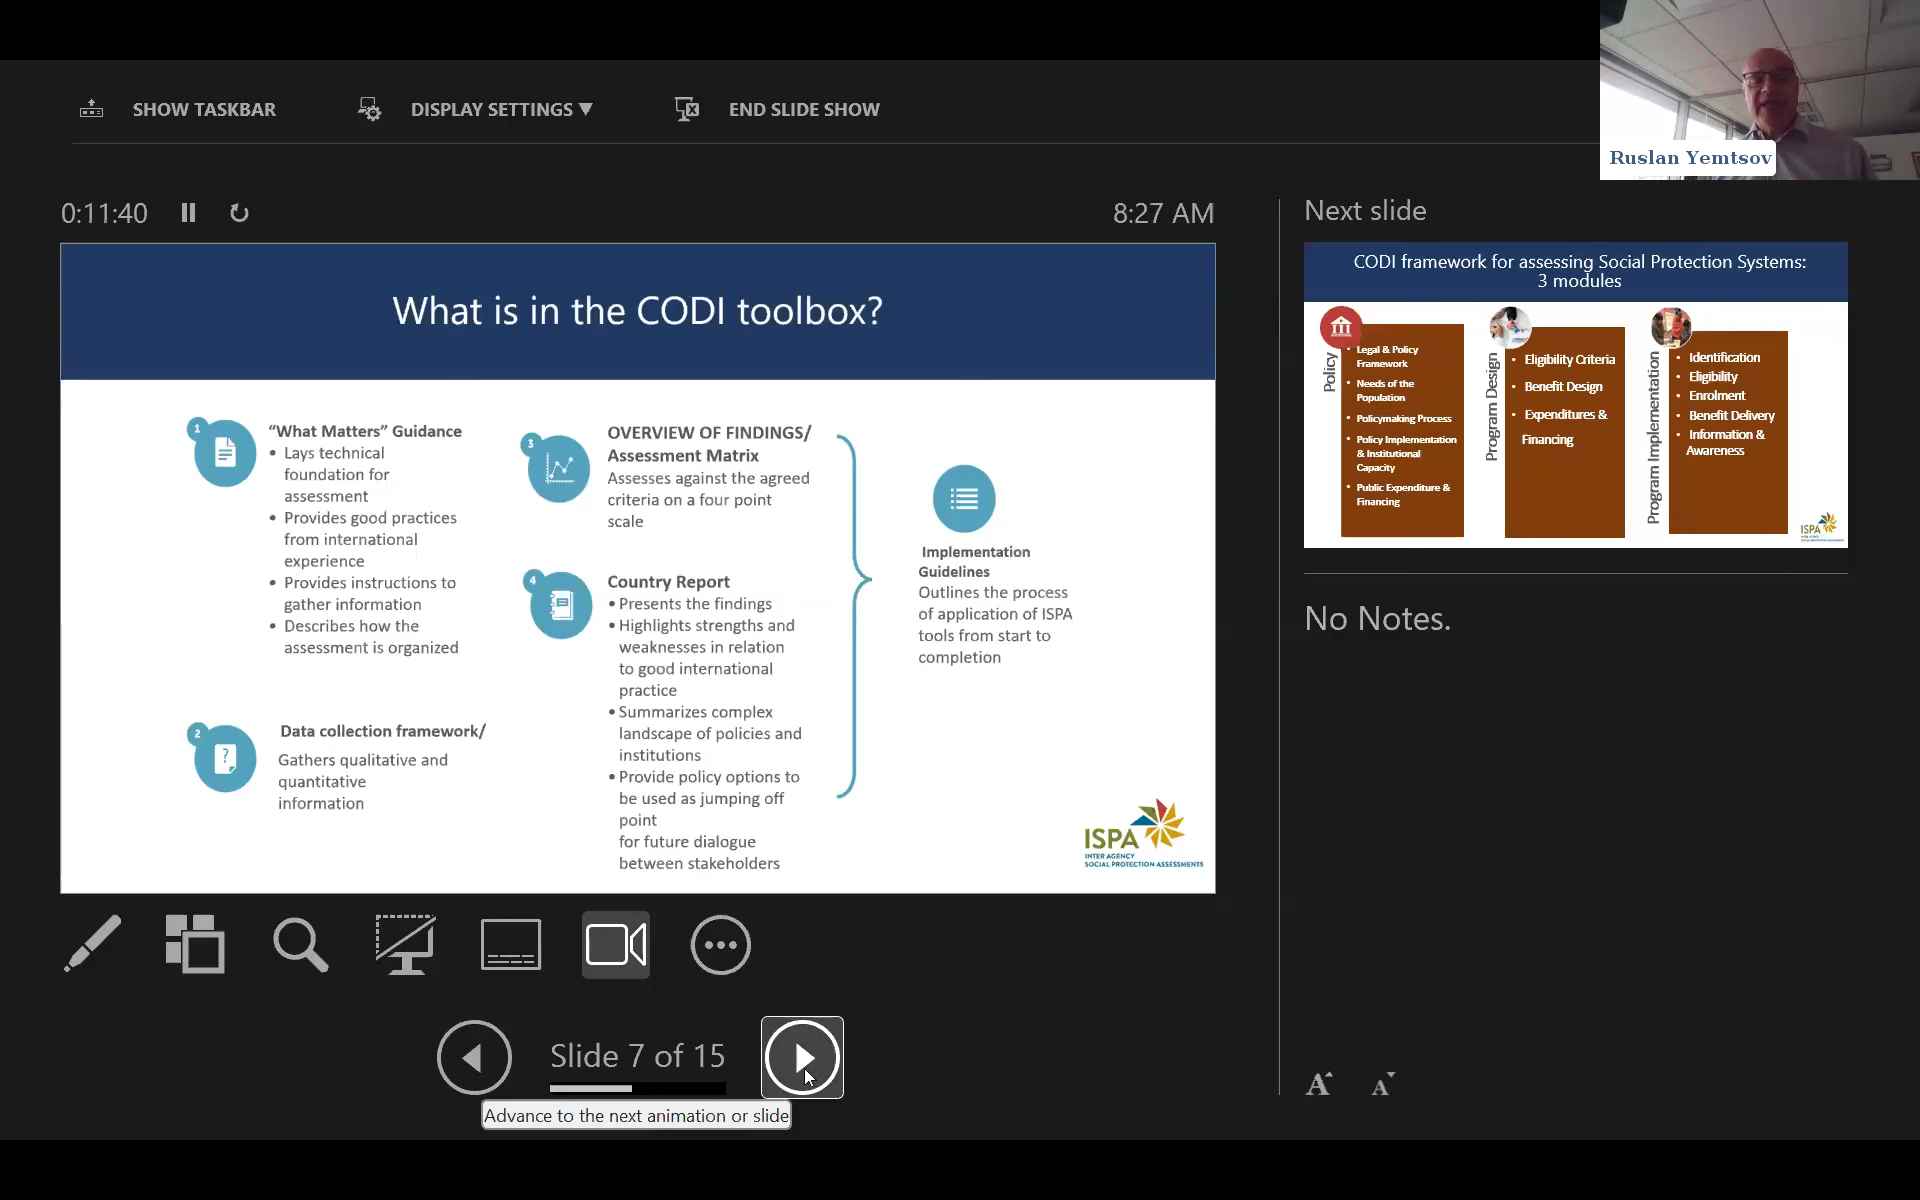 SHOW TASKBAR
DISPLAY SETTINGS ▼
END SLIDE SHOW
Ruslan Yemtsov
0:11:40
8:27 AM
What is in the CODI toolbox?
1
“What Matters” Guidance
• Lays technical
foundation for
assessment
• Provides good practices
from international
experience
• Provides instructions to
gather information
• Describes how the
assessment is organized
2
Data collection framework/
Gathers qualitative and
quantitative
information
3
OVERVIEW OF FINDINGS/
Assessment Matrix
Assesses against the agreed
criteria on a four point
scale
4
Country Report
• Presents the findings
• Highlights strengths and
weaknesses in relation
to good international
practice
• Summarizes complex
landscape of policies and
institutions
• Provide policy options to
be used as jumping off
point
for future dialogue
between stakeholders
Implementation
Guidelines
Outlines the process
of application of ISPA
tools from start to
completion
ISPA
INTER AGENCY
SOCIAL PROTECTION ASSESSMENTS
Next slide
CODI framework for assessing Social Protection Systems:
3 modules
Policy
• Legal & Policy
Framework
• Needs of the
Population
• Policymaking Process
• Policy Implementation
& Institutional
Capacity
• Public Expenditure &
Financing
Program Design
• Eligibility Criteria
• Benefit Design
• Expenditures &
Financing
Program Implementation
• Identification
• Eligibility
• Enrolment
• Benefit Delivery
• Information &
Awareness
ISPA
No Notes.
Slide 7 of 15
Advance to the next animation or slide
A
A